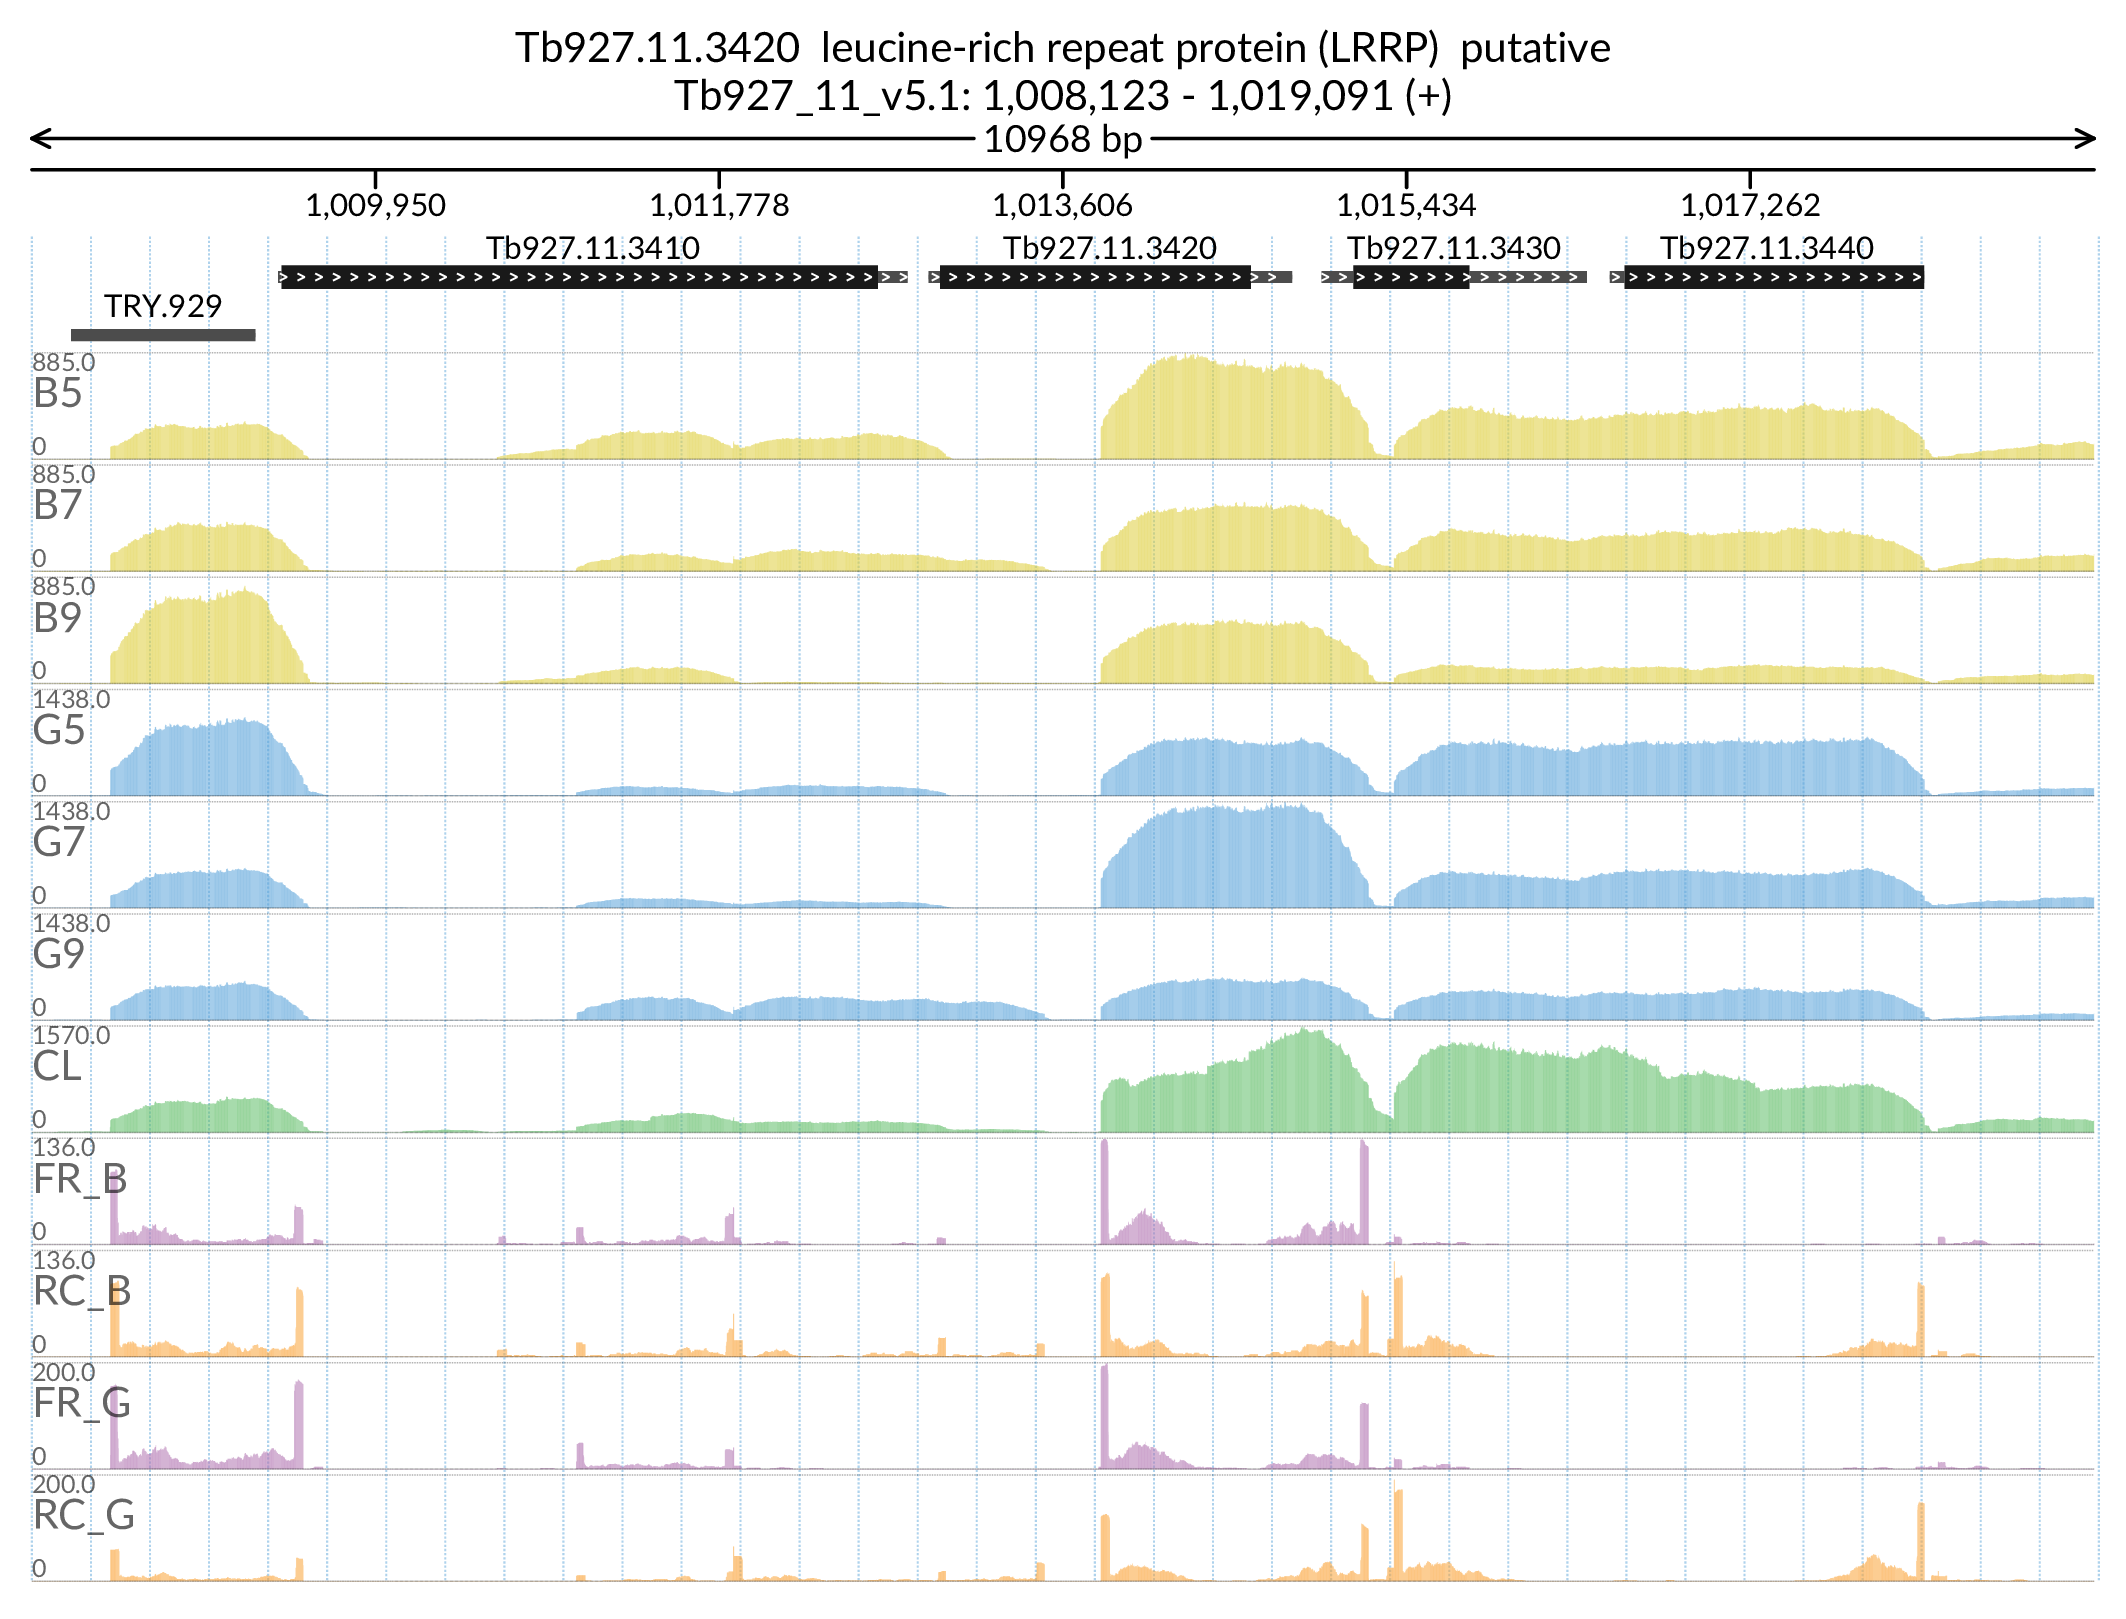 Tb927.11.3420 leucine-rich repeat protein (LRRP) putative
Tb927_11_v5.1: 1,008,123 - 1,019,091 (+)
10968 bp
1,009,950 1,011,778 1,013,606 1,015,434 1,017,262
Tb927.11.3410 Tb927.11.3420 Tb927.11.3430 Tb927.11.3440
TRY.929
885.0
B5
0
885.0
B7
0
885.0
B9
0
1438.0
G5
0
1438.0
G7
0
1438.0
G9
0
1570.0
CL
0
136.0
FR_B
0
136.0
RC_B
0
200.0
FR_G
0
200.0
RC_G
0